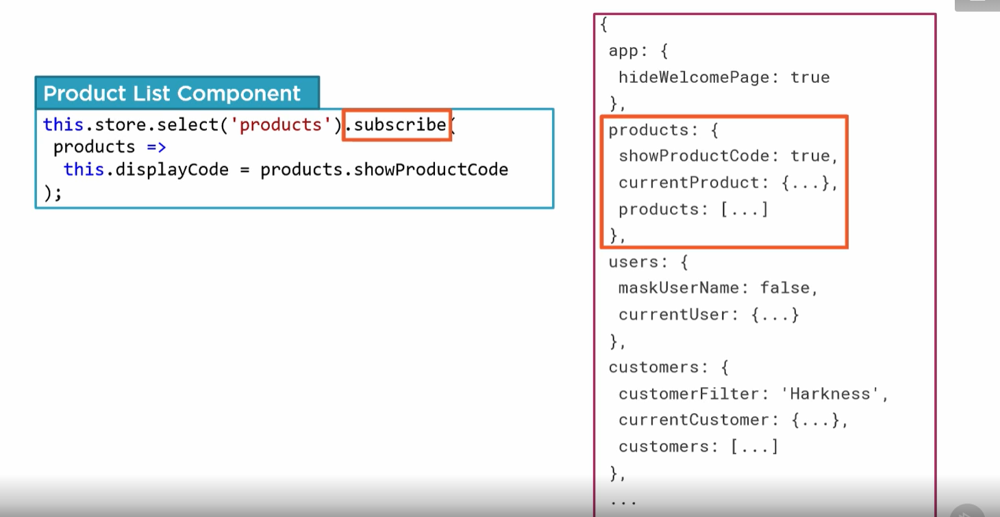 Product List Component
this.store.select('products').subscribe(
products =>
this.displayCode = products.showProductCode
);
{
app: {
hideWelcomePage: true
},
products: {
showProductCode: true,
currentProduct: {...},
products: [...]
},
users: {
maskUserName: false,
currentUser: {...}
},
customers: {
customerFilter: 'Harkness',
currentCustomer: {...},
customers: [...]
},
...